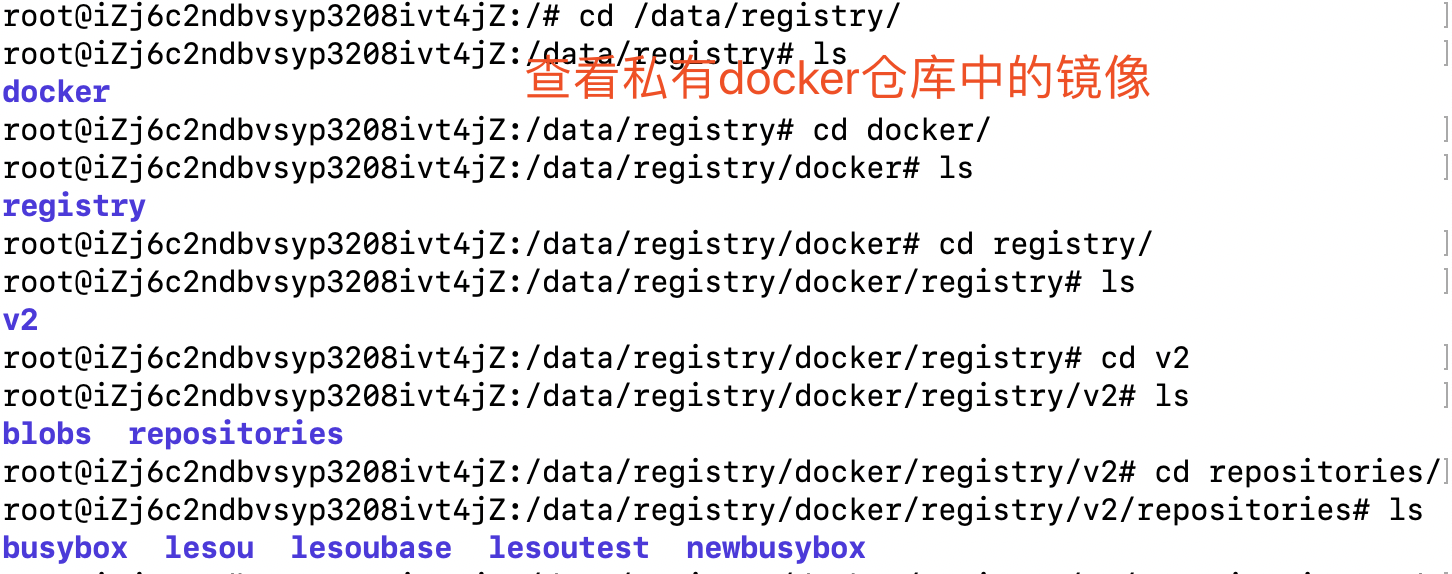 root@iZj6c2ndbvsyp3208ivt4jZ:/# cd /data/registry/
root@iZj6c2ndbvsyp3208ivt4jZ:/data/registry# ls
查看私有docker仓库中的镜像
docker
root@iZj6c2ndbvsyp3208ivt4jZ:/data/registry# cd docker/
root@iZj6c2ndbvsyp3208ivt4jZ:/data/registry/docker# ls
registry
root@iZj6c2ndbvsyp3208ivt4jZ:/data/registry/docker# cd registry/
root@iZj6c2ndbvsyp3208ivt4jZ:/data/registry/docker/registry# ls
v2
root@iZj6c2ndbvsyp3208ivt4jZ:/data/registry/docker/registry# cd v2
root@iZj6c2ndbvsyp3208ivt4jZ:/data/registry/docker/registry/v2# ls
blobs  repositories
root@iZj6c2ndbvsyp3208ivt4jZ:/data/registry/docker/registry/v2# cd repositories/
root@iZj6c2ndbvsyp3208ivt4jZ:/data/registry/docker/registry/v2/repositories# ls
busybox  lesou  lesoubase  lesoutest  newbusybox